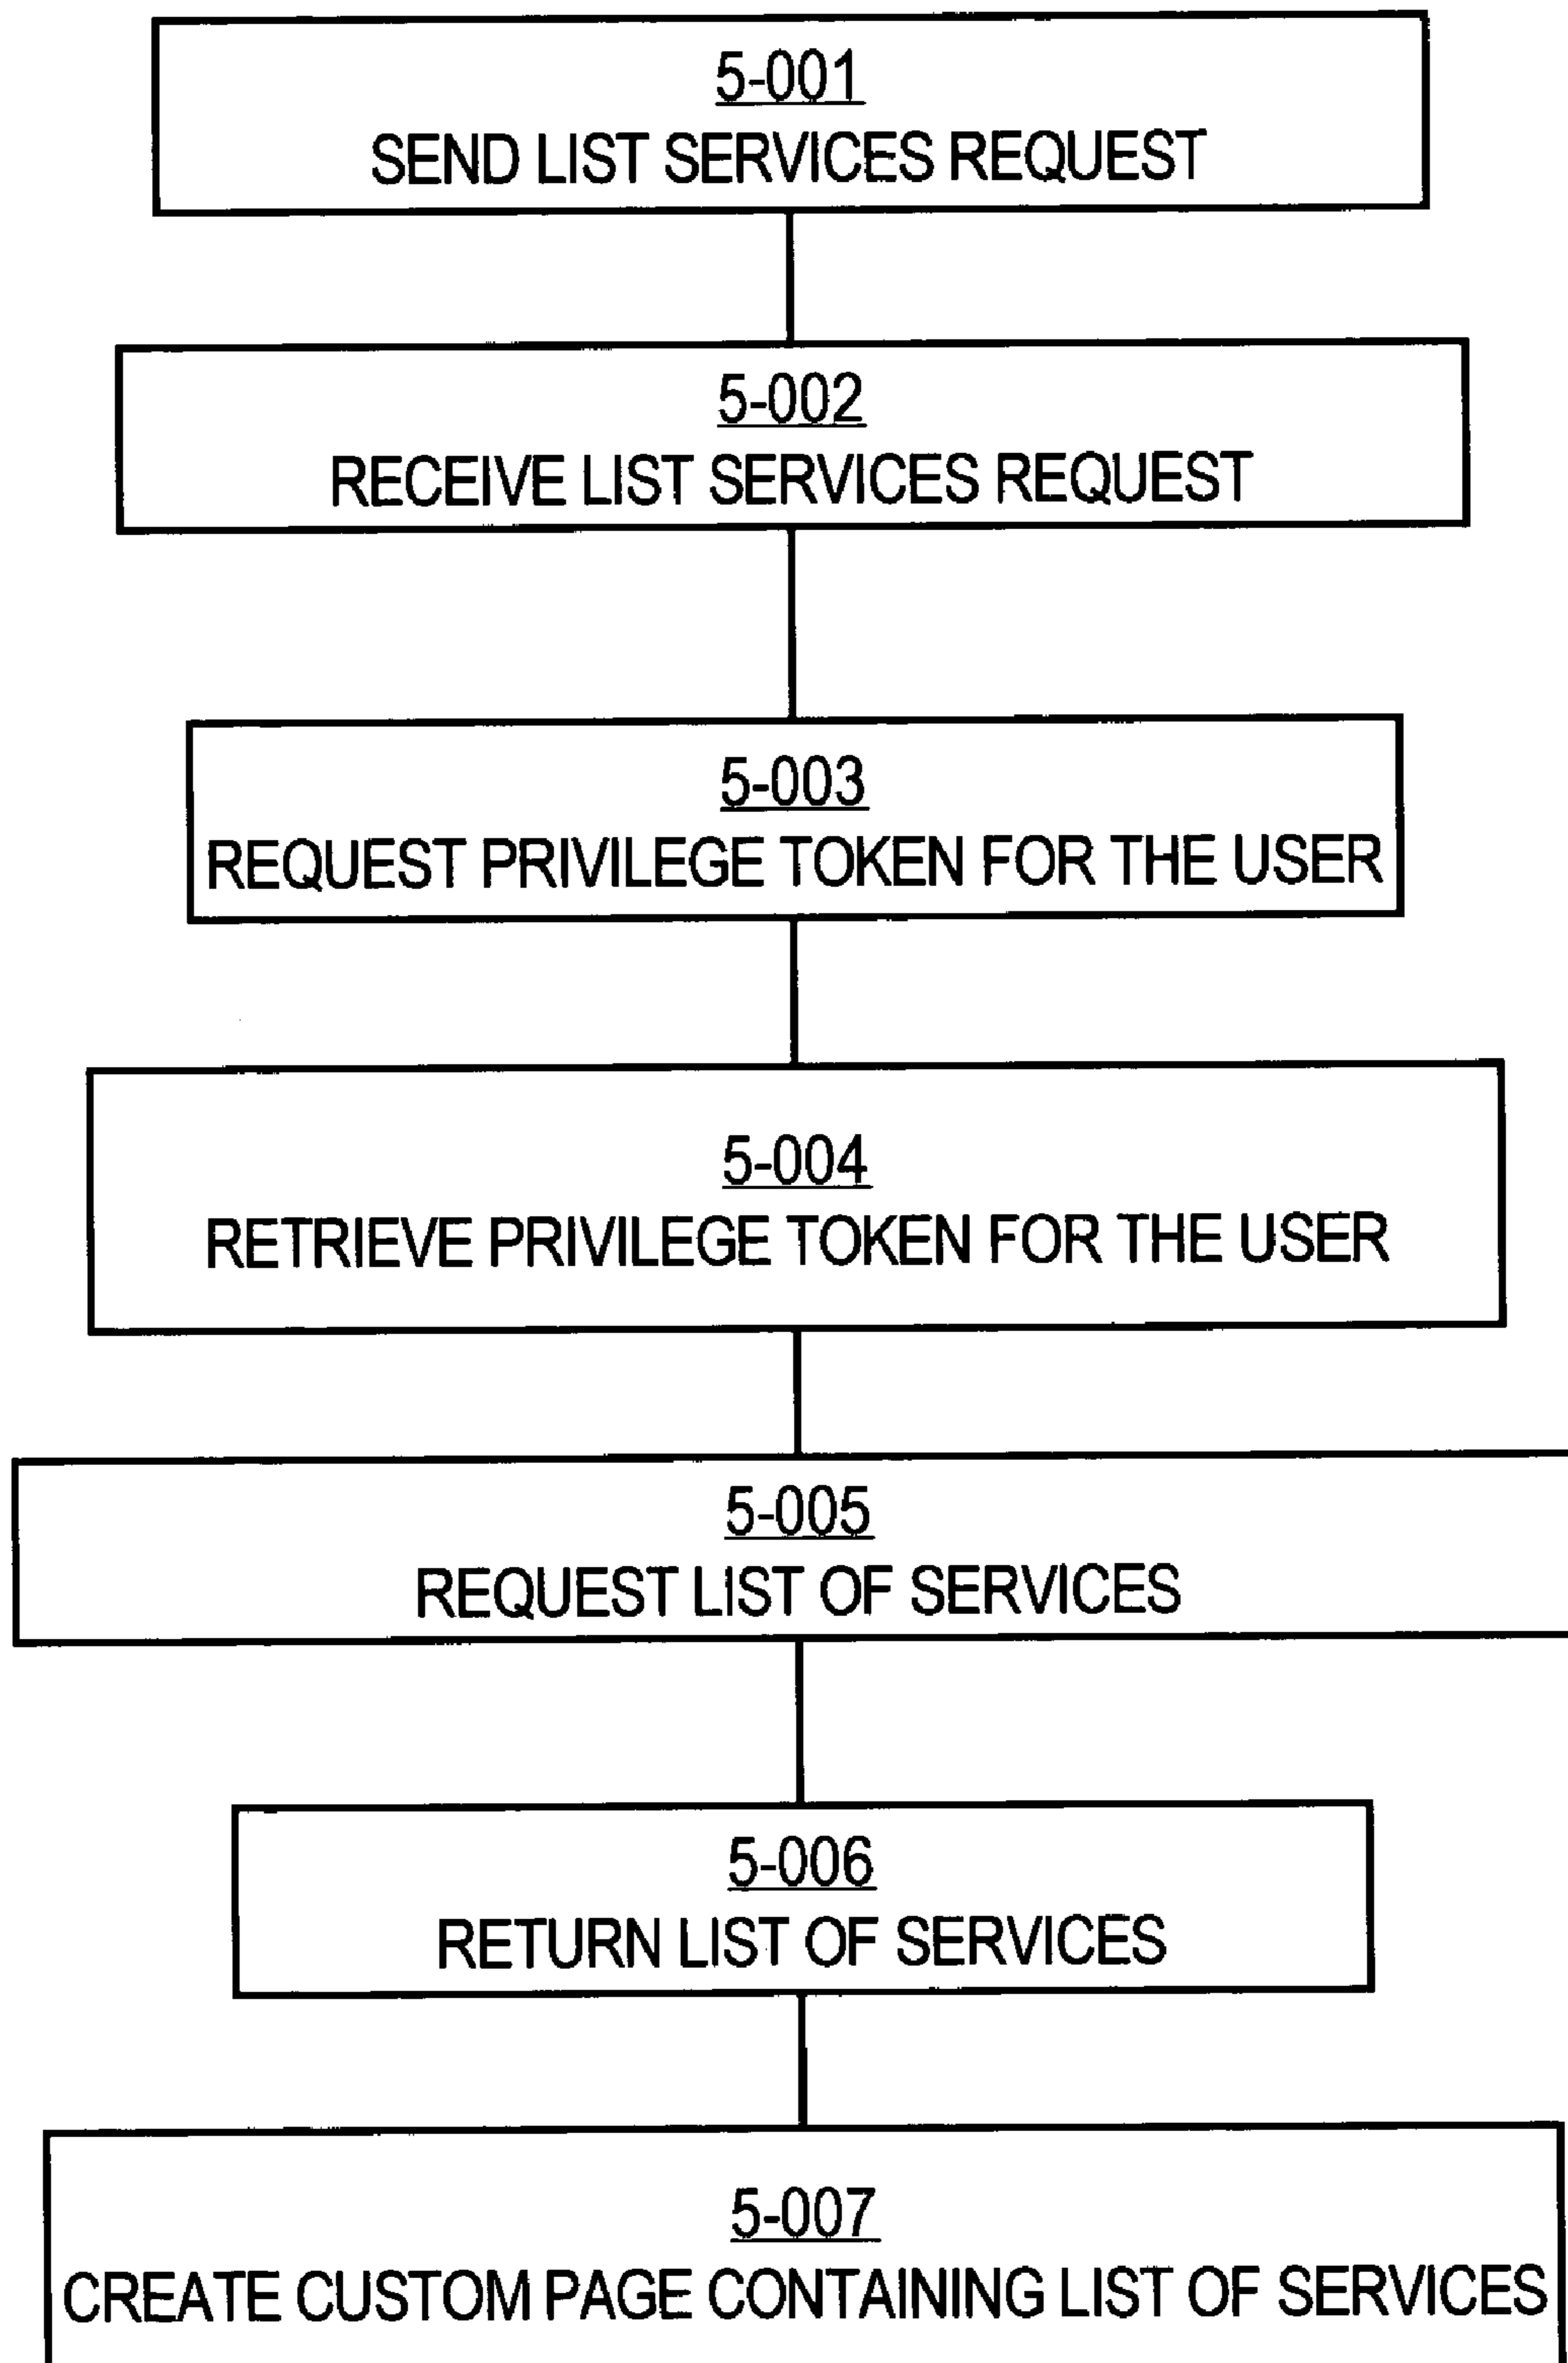 5-001
SEND LIST SERVICES REQUEST
5-002
RECEIVE LIST SERVICES REQUEST
5-003
REQUEST PRIVILEGE TOKEN FOR THE USER
5-004
RETRIEVE PRIVILEGE TOKEN FOR THE USER
5-005
REQUEST LIST OF SERVICES
5-006
RETURN LIST OF SERVICES
5-007
CREATE CUSTOM PAGE CONTAINING LIST OF SERVICES